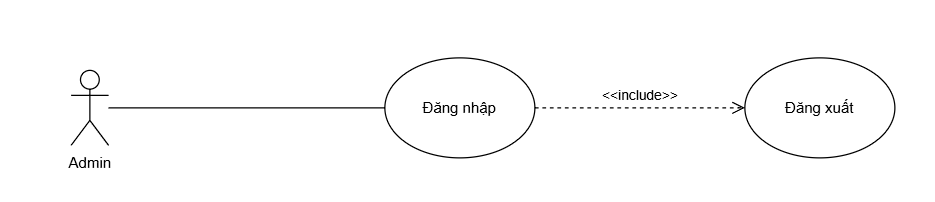 <<include>>
Đăng nhập
Đăng xuất
Admin